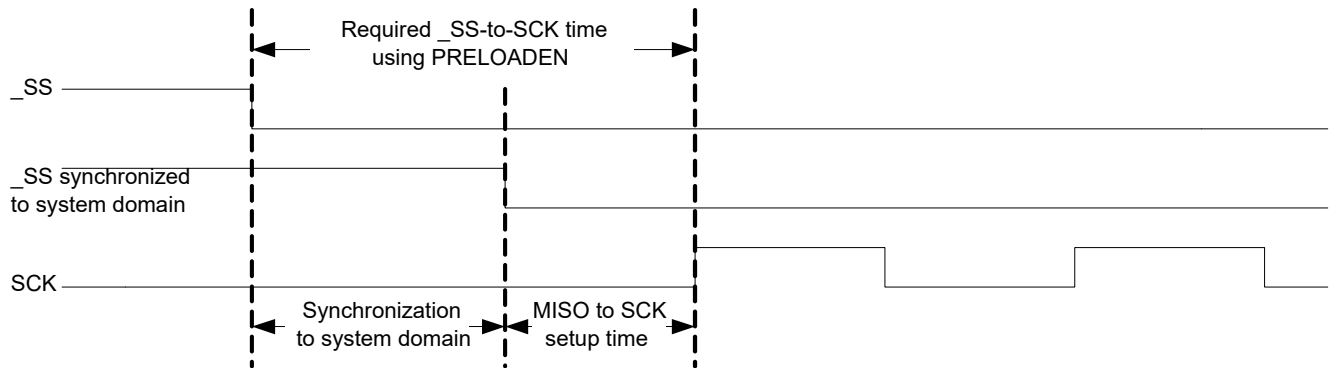 Required _SS-to-SCK time
using PRELOADEN
_SS
_SS synchronized
to system domain
SCK
Synchronization
to system domain
MISO to SCK
setup time